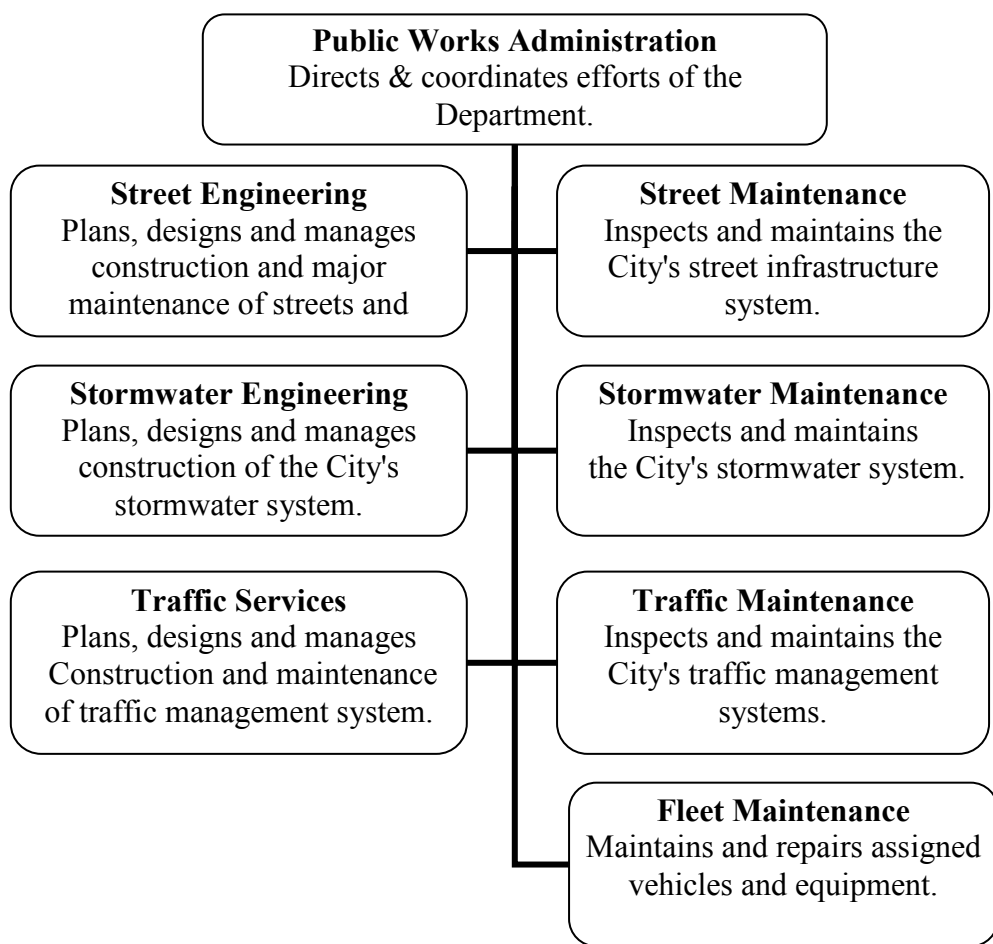 Public Works Administration
Directs & coordinates efforts of the
Department.
Street Engineering
Plans, designs and manages
construction and major
maintenance of streets and
Street Maintenance
Inspects and maintains the
City's street infrastructure
system.
Stormwater Engineering
Plans, designs and manages
construction of the City's
stormwater system.
Stormwater Maintenance
Inspects and maintains
the City's stormwater system.
Traffic Services
Plans, designs and manages
Construction and maintenance
of traffic management system.
Traffic Maintenance
Inspects and maintains the
City's traffic management
systems.
Fleet Maintenance
Maintains and repairs assigned
vehicles and equipment.